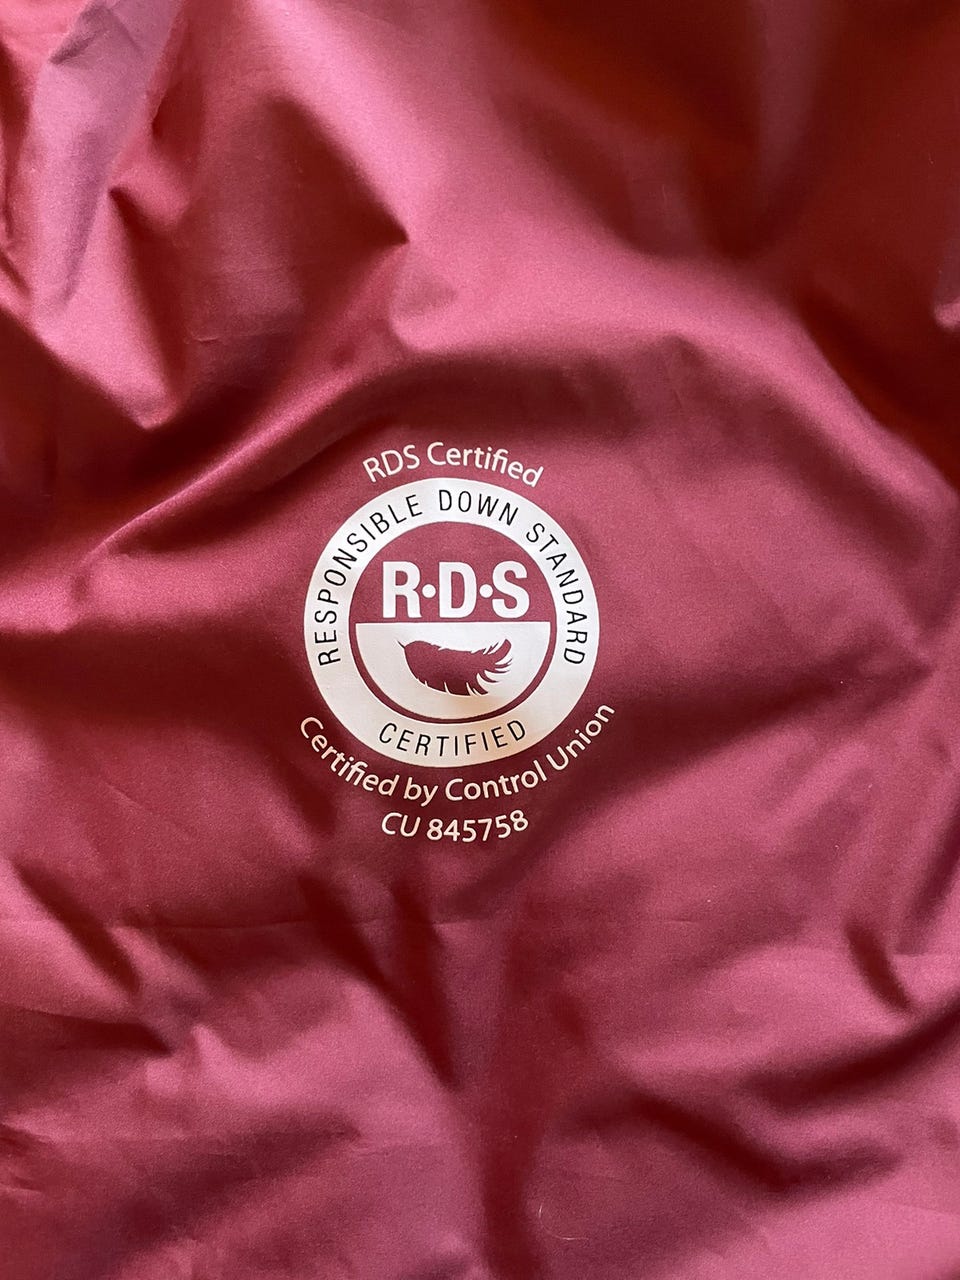 RDS Certified
RESPONSIBLE DOWN STANDARD
R·D·S
CERTIFIED
Certified by Control Union
CU 845758